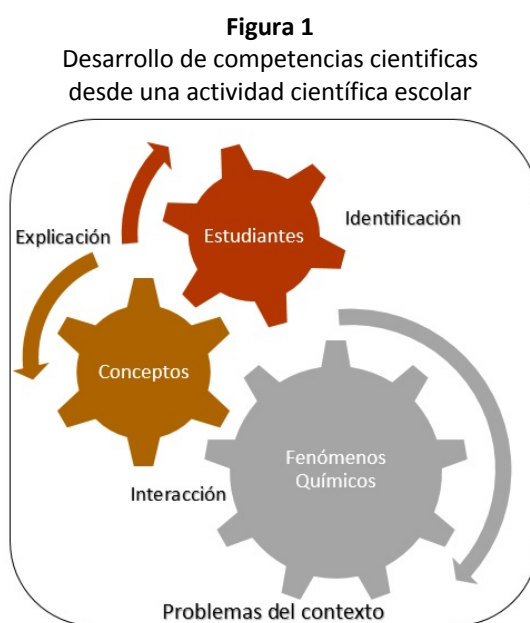 Figura 1
Desarrollo de competencias cientificas
desde una actividad científica escolar
Estudiantes
Identificación
Explicación
Conceptos
Fenómenos
Químicos
Interacción
Problemas del contexto